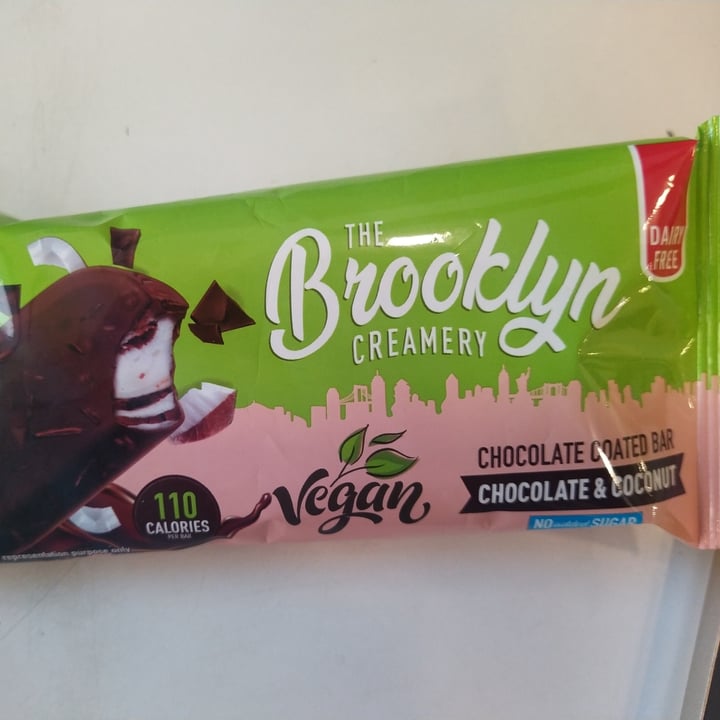 THE
Brooklyn
CREAMERY
DAIRY
FREE
Vegan
CHOCOLATE COATED BAR
CHOCOLATE & COCONUT
NO added SUGAR
110
CALORIES
PER BAR
representation purpose only